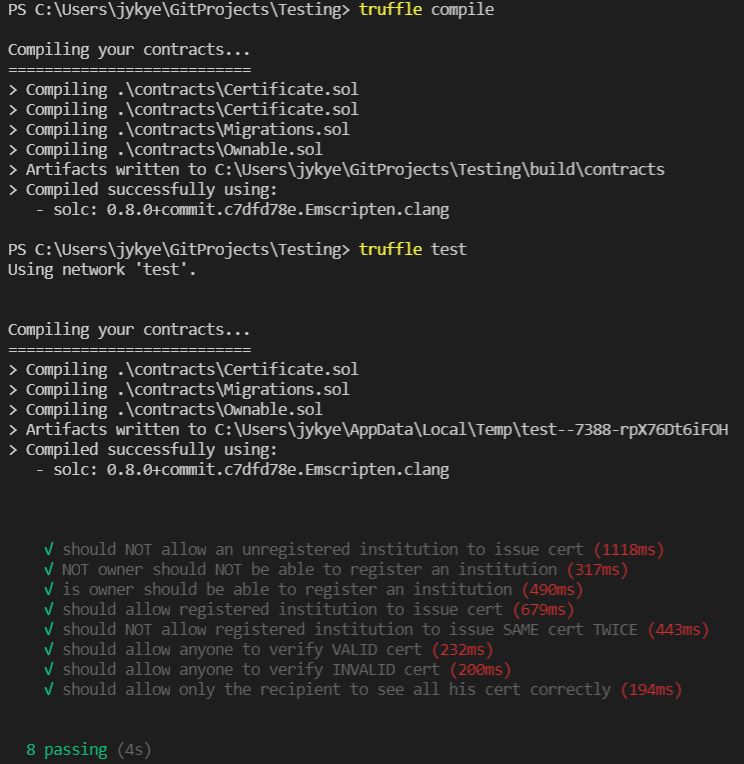 PS C:\Users\jykye\GitProjects\Testing> truffle compile
Compiling your contracts...
===========================
> Compiling .\contracts\Certificate.sol
> Compiling .\contracts\Certificate.sol
> Compiling .\contracts\Migrations.sol
> Compiling .\contracts\Ownable.sol
> Artifacts written to C:\Users\jykye\GitProjects\Testing\build\contracts
> Compiled successfully using:
- solc: 0.8.0+commit.c7dfd78e.Emscripten.clang
PS C:\Users\jykye\GitProjects\Testing> truffle test
Using network 'test'.
Compiling your contracts...
===========================
> Compiling .\contracts\Certificate.sol
> Compiling .\contracts\Migrations.sol
> Compiling .\contracts\Ownable.sol
> Artifacts written to C:\Users\jykye\AppData\Local\Temp\test--7388-rpX76Dt6iFOH
> Compiled successfully using:
- solc: 0.8.0+commit.c7dfd78e.Emscripten.clang
√ should NOT allow an unregistered institution to issue cert (1118ms)
√ NOT owner should NOT be able to register an institution (317ms)
√ is owner should be able to register an institution (490ms)
√ should allow registered institution to issue cert (679ms)
√ should NOT allow registered institution to issue SAME cert TWICE (443ms)
√ should allow anyone to verify VALID cert (232ms)
√ should allow anyone to verify INVALID cert (200ms)
√ should allow only the recipient to see all his cert correctly (194ms)
8 passing (4s)